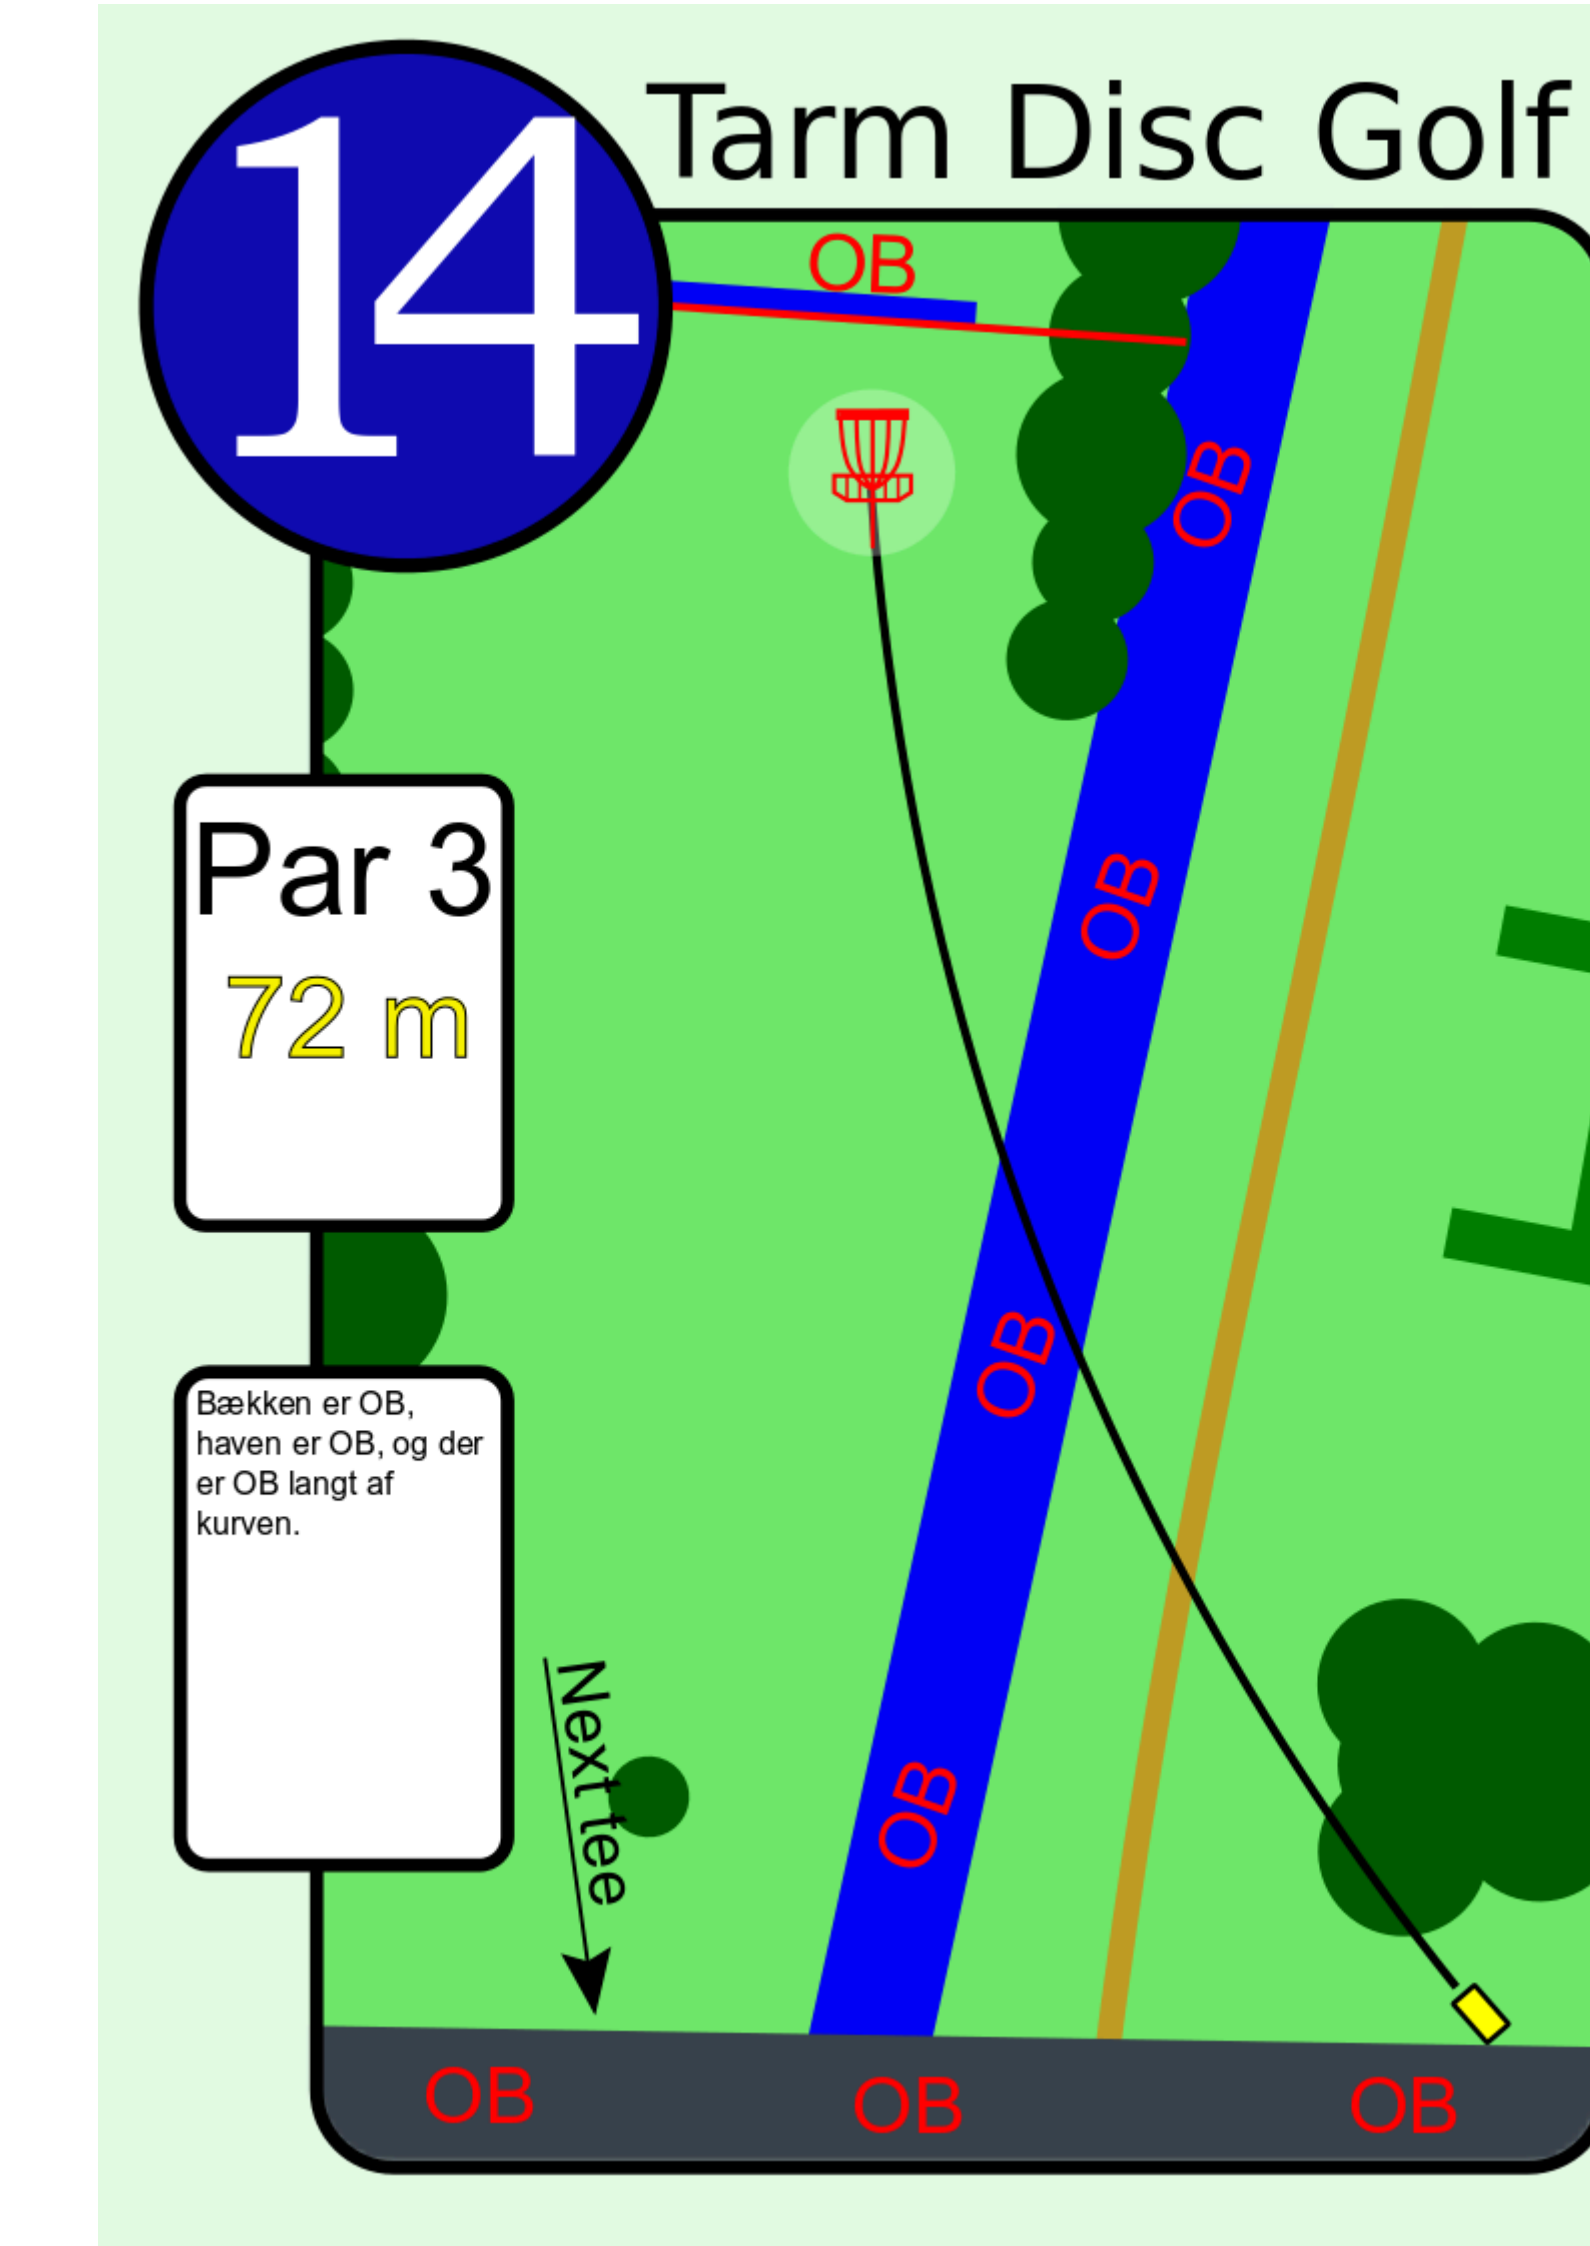 14
Tarm Disc Golf
OB
OB
Par 3
72 m
OB
OB
Bækken er OB,
haven er OB, og der
er OB langt af
kurven.
Next tee
OB
OB
OB
OB